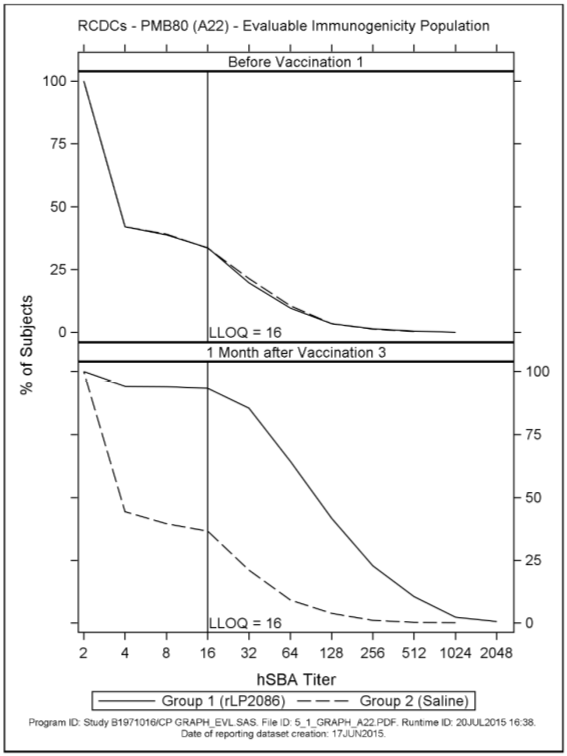 RCDCs - PMB80 (A22) - Evaluable Immunogenicity Population
Before Vaccination 1
100
75
50
25
0
LLOQ = 16
1 Month after Vaccination 3
100
75
50
25
0
LLOQ = 16
% of Subjects
2 4 8 16 32 64 128 256 512 1024 2048
hSBA Titer
Group 1 (rLP2086) Group 2 (Saline)
Program ID: Study B1971016/CP GRAPH_EVL.SAS. File ID: 5_1_GRAPH_A22.PDF. Runtime ID: 20JUL2015 16:38.
Date of reporting dataset creation: 17JUN2015.